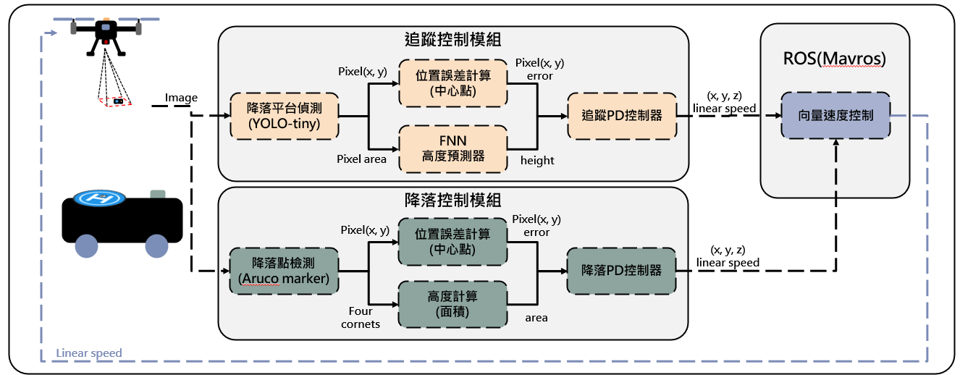 追蹤控制模組
Image
降落平台偵測
(YOLO-tiny)
Pixel(x, y)
Pixel area
位置誤差計算
(中心點)
FNN
高度預測器
Pixel(x, y)
error
height
追蹤PD控制器
(x, y, z)
linear speed
ROS(Mavros)
向量速度控制
降落控制模組
降落點檢測
(Aruco marker)
Pixel(x, y)
Four
cornets
位置誤差計算
(中心點)
高度計算
(面積)
Pixel(x, y)
error
area
降落PD控制器
(x, y, z)
linear speed
H
Linear speed